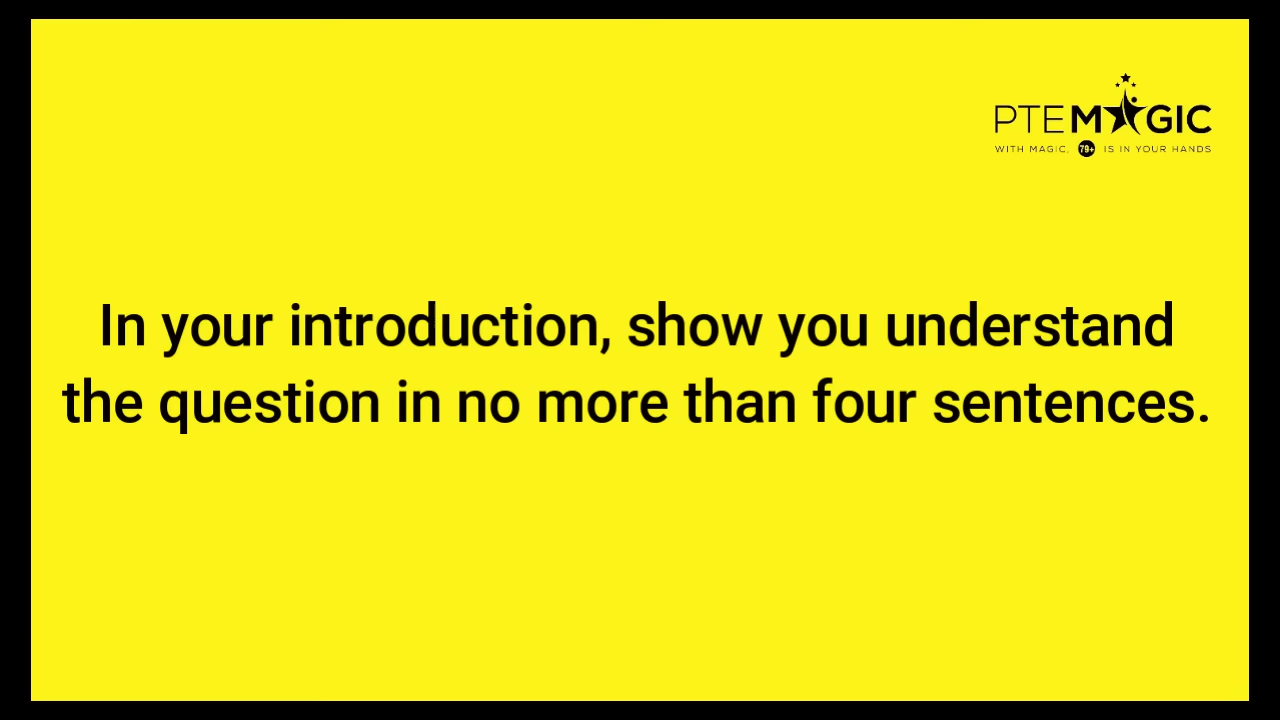 PTEMAGIC
WITH MAGIC, 79+ IS IN YOUR HANDS
In your introduction, show you understand
the question in no more than four sentences.